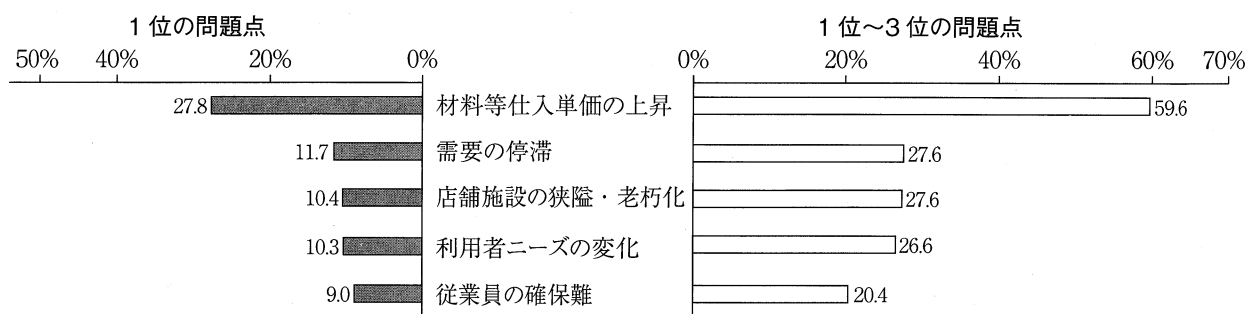 1位の問題点
1位～3位の問題点
50% 40% 20% 0%
0% 20% 40% 60% 70%
27.8 材料等仕入単価の上昇 59.6
11.7 需要の停滞 27.6
10.4 店舗施設の狭隘・老朽化 27.6
10.3 利用者ニーズの変化 26.6
9.0 従業員の確保難 20.4